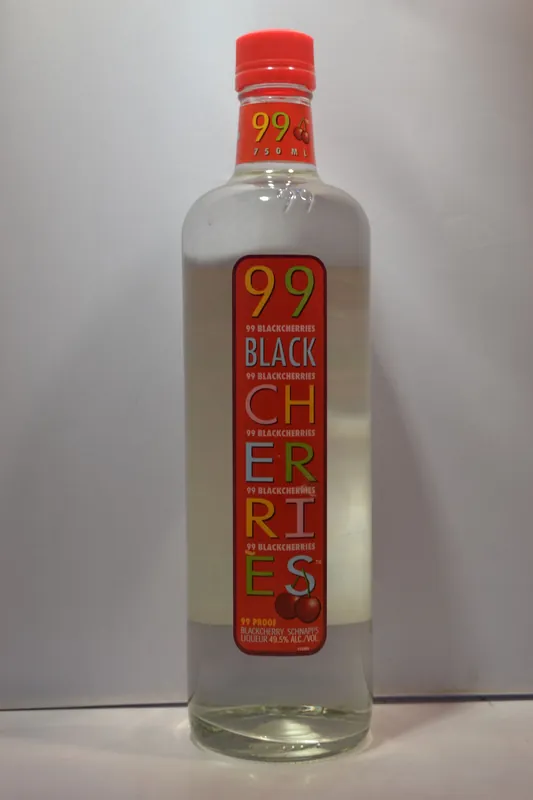 99
750 ML
99
99 BLACKCHERRIES
BLACK
99 BLACKCHERRIES
CH
99 BLACKCHERRIES
ER
99 BLACKCHERRIES
RI
99 BLACKCHERRIES
ES™
99 PROOF
BLACKCHERRY SCHNAPPS
LIQUEUR 49.5% ALC./VOL.